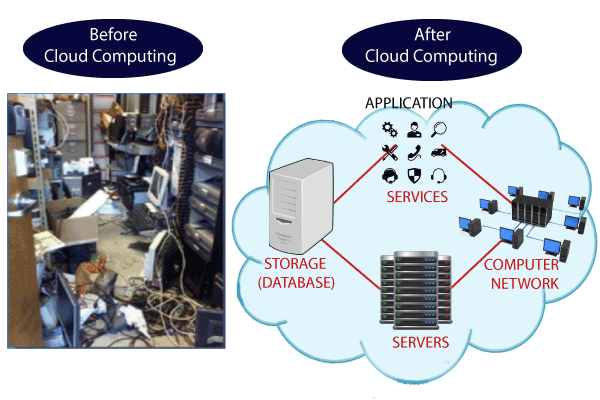 Before
Cloud Computing
After
Cloud Computing
APPLICATION
SERVICES
STORAGE
(DATABASE)
COMPUTER
NETWORK
SERVERS